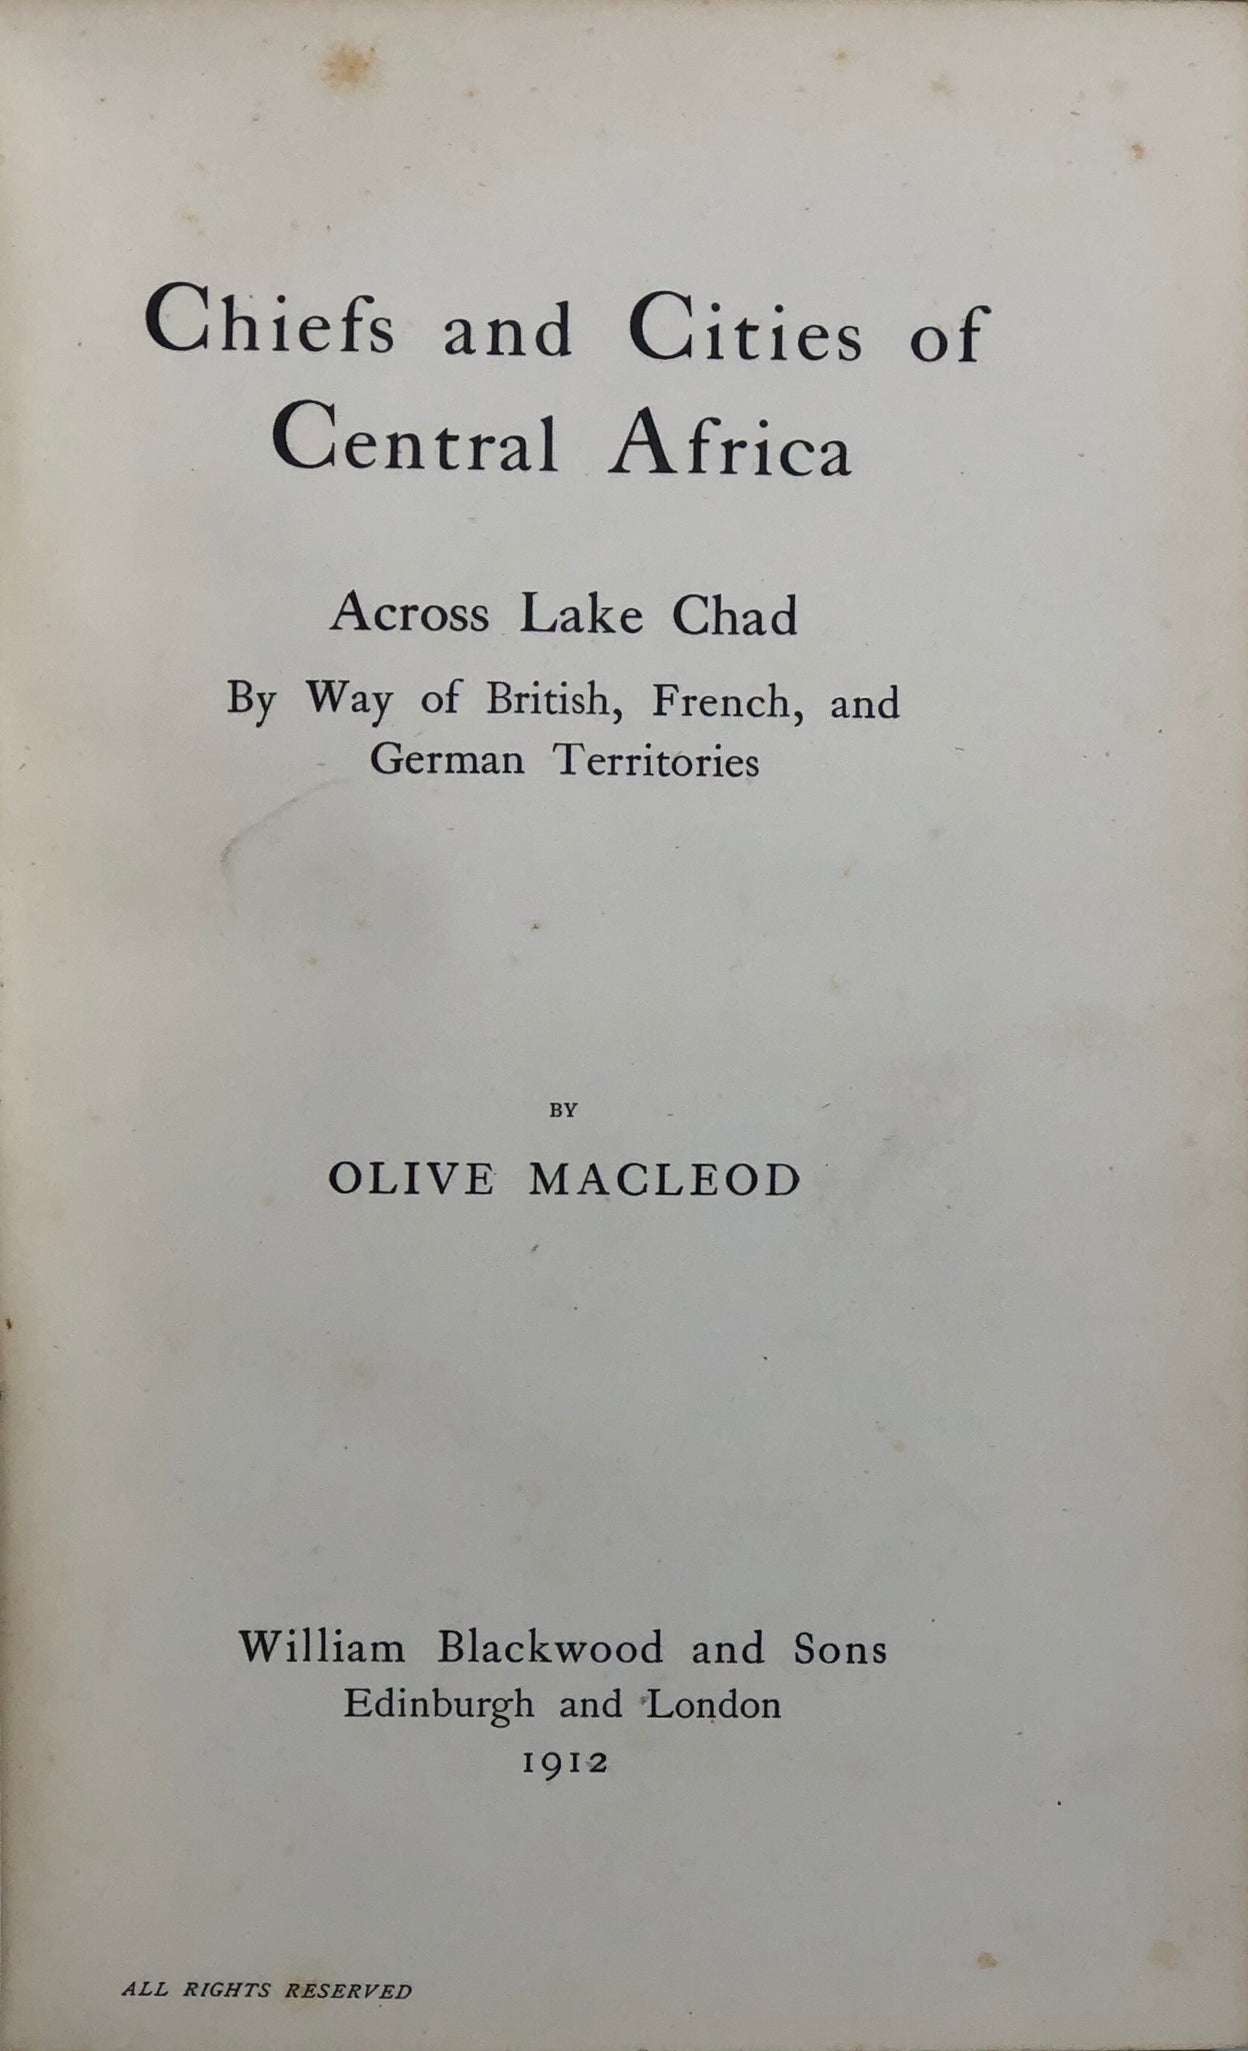 Chiefs and Cities of
Central Africa
Across Lake Chad
By Way of British, French, and
German Territories
BY
OLIVE MACLEOD
William Blackwood and Sons
Edinburgh and London
1912
ALL RIGHTS RESERVED